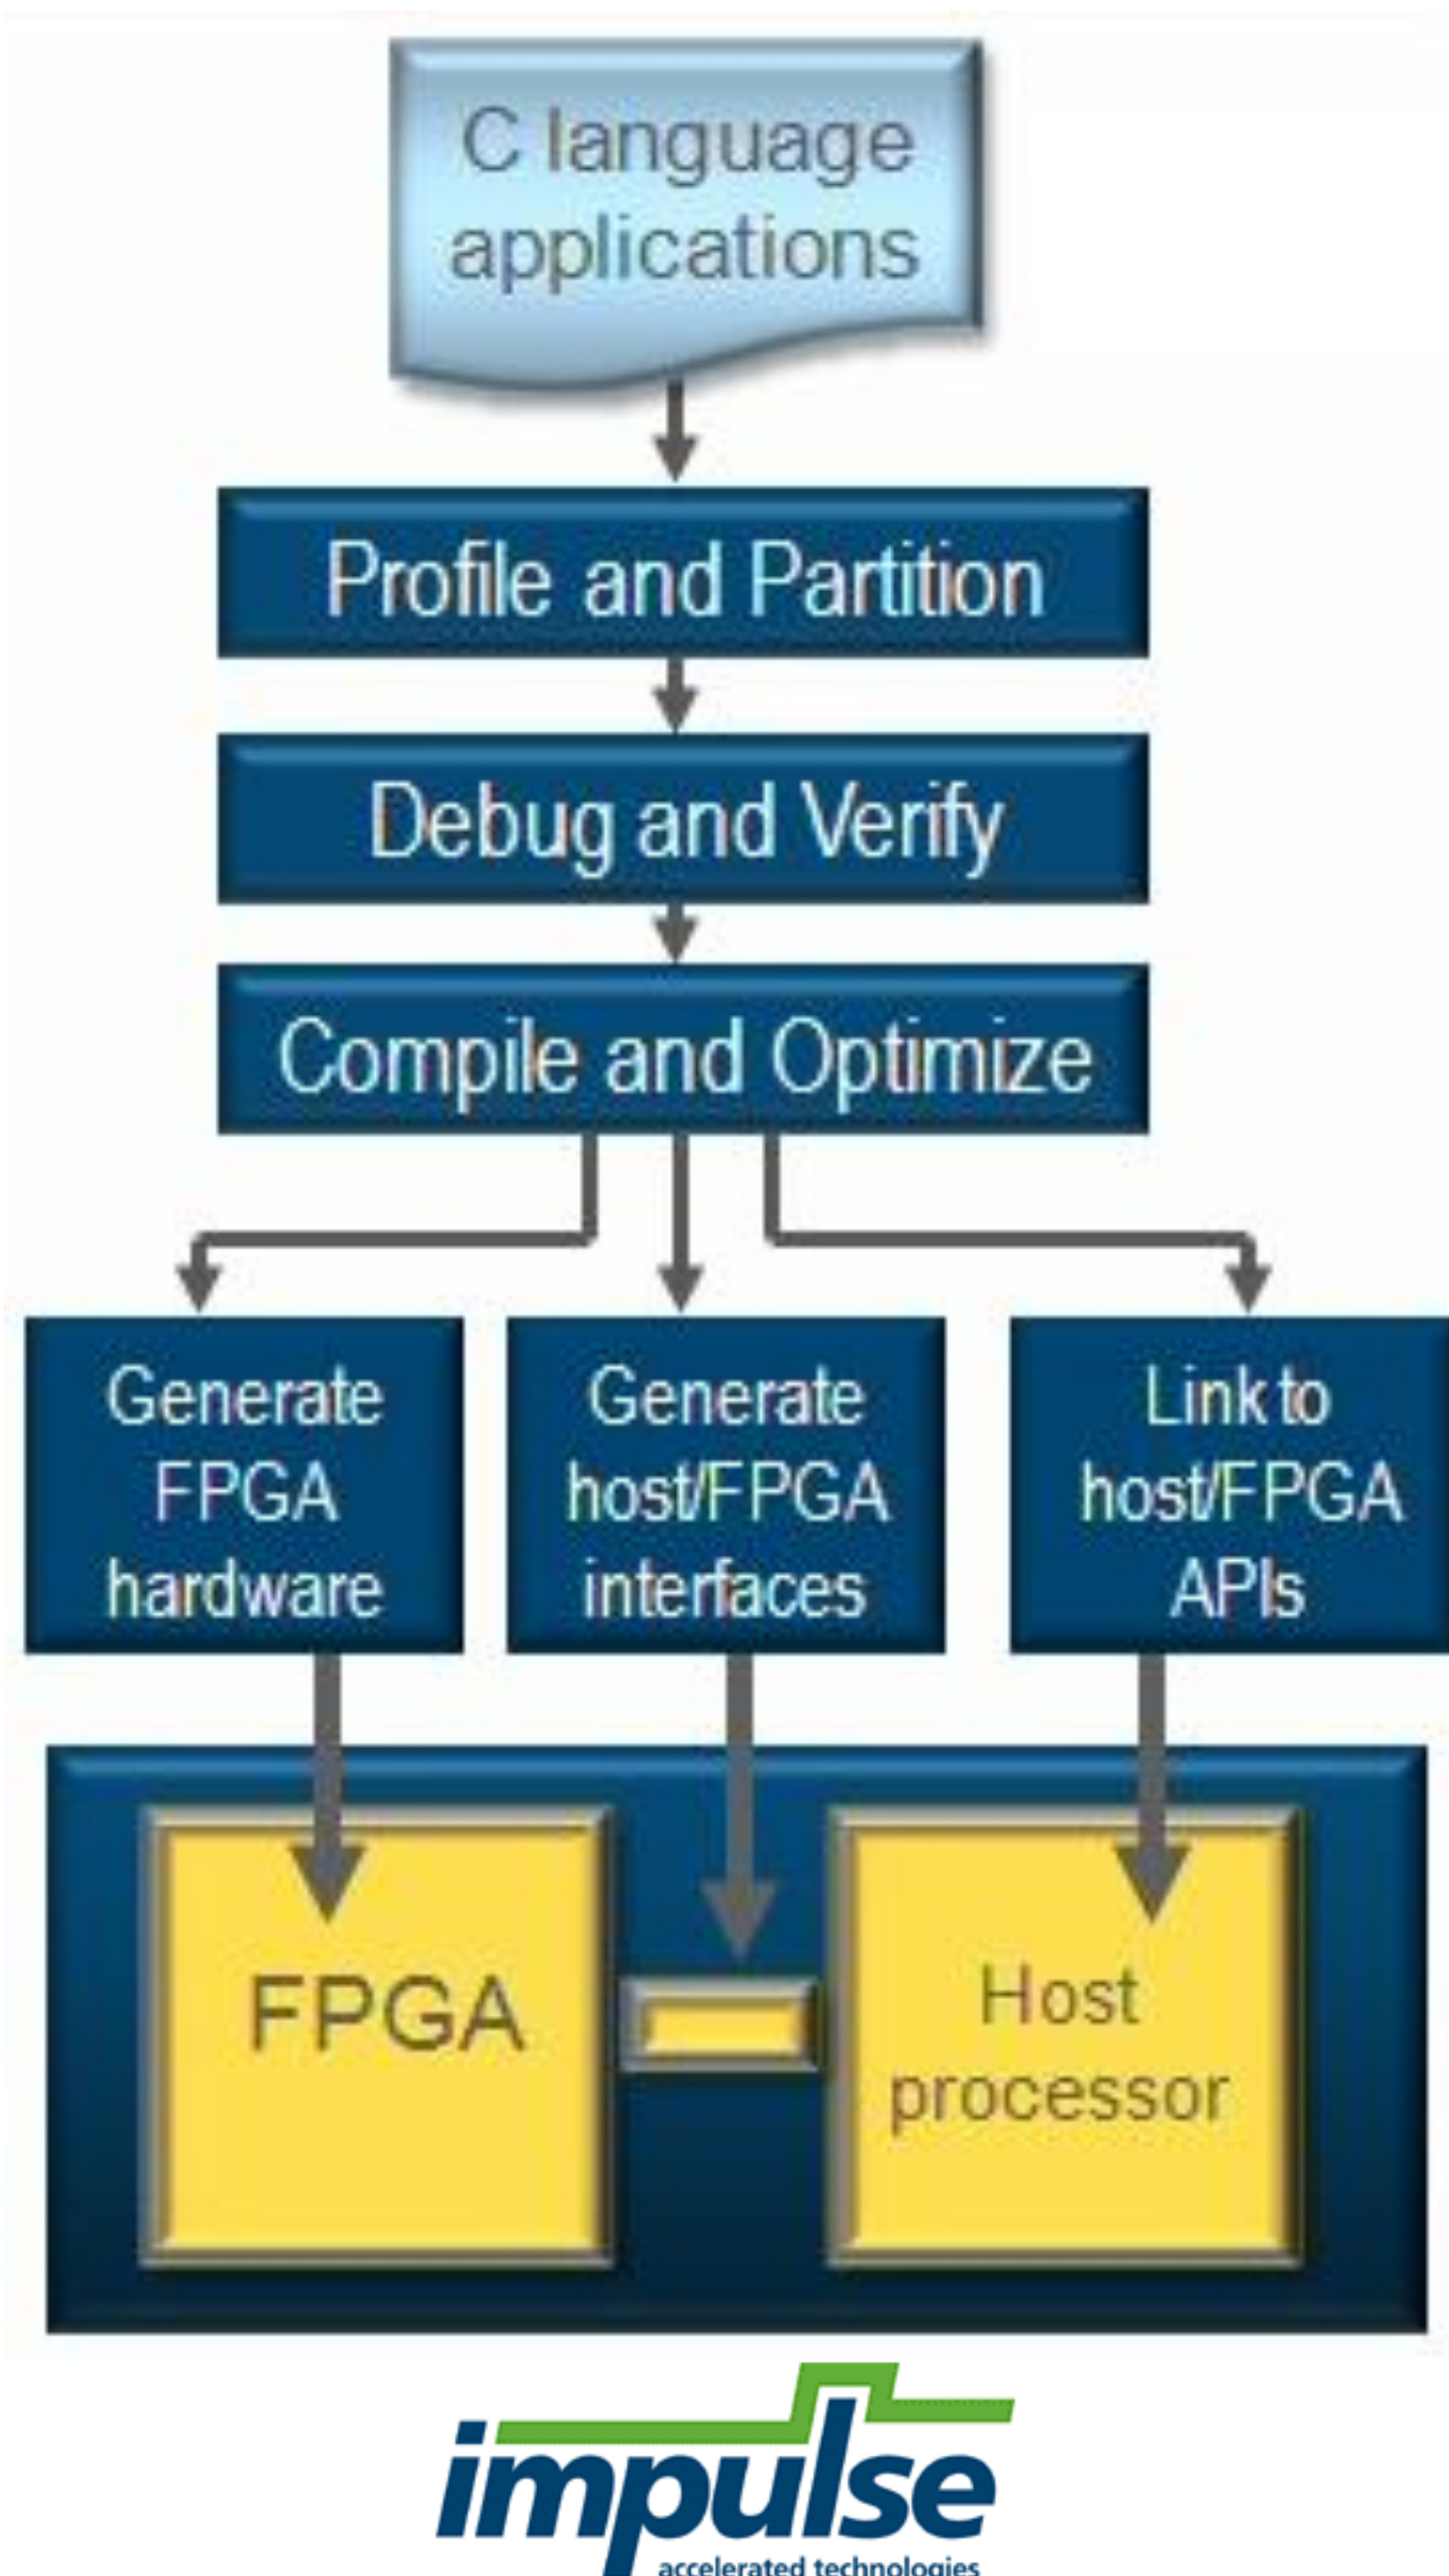 C language
applications
Profile and Partition
Debug and Verify
Compile and Optimize
Generate
FPGA
hardware
Generate
host/FPGA
interfaces
Link to
host/FPGA
APIs
FPGA
Host
processor
impulse
accelerated technologies